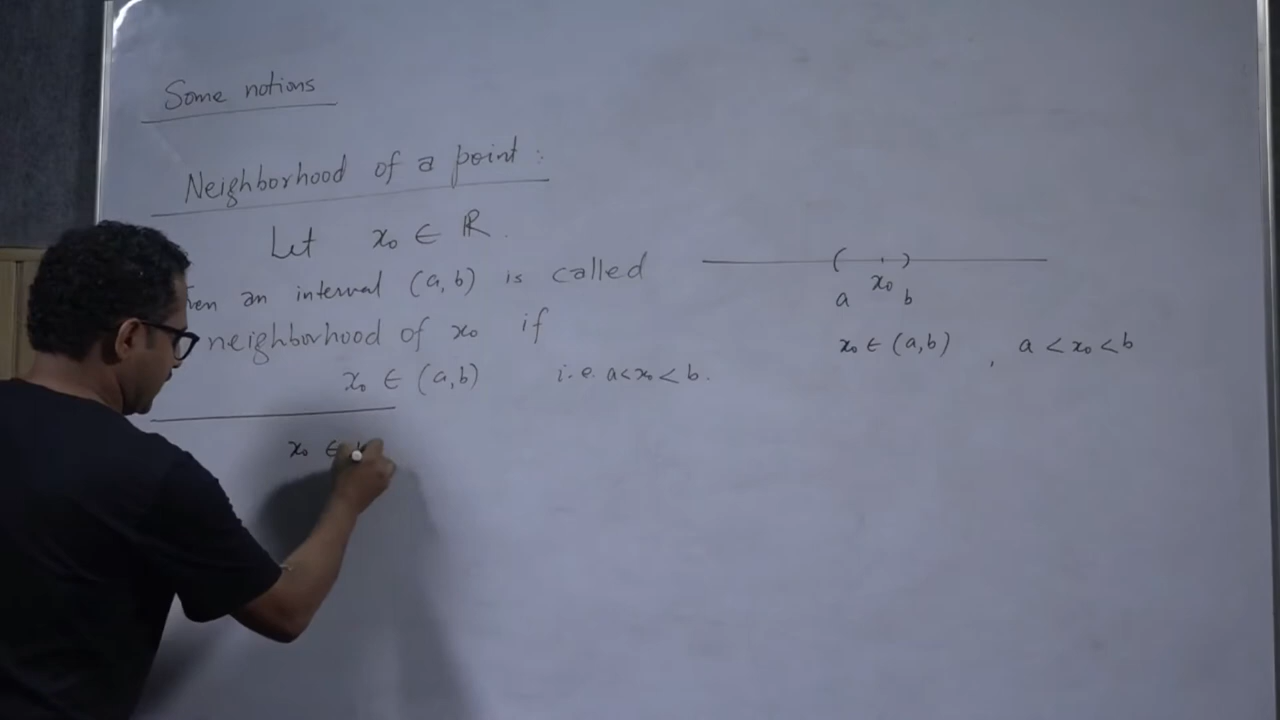 Some notions
Neighborhood of a point :
Let x₀ ∈ ℝ.
an interval (a, b) is called
neighborhood of x₀ if
x₀ ∈ (a,b) i.e. a<x₀<b.
x₀ ∈
( )
a x₀ b
x₀ ∈ (a,b) , a < x₀ < b